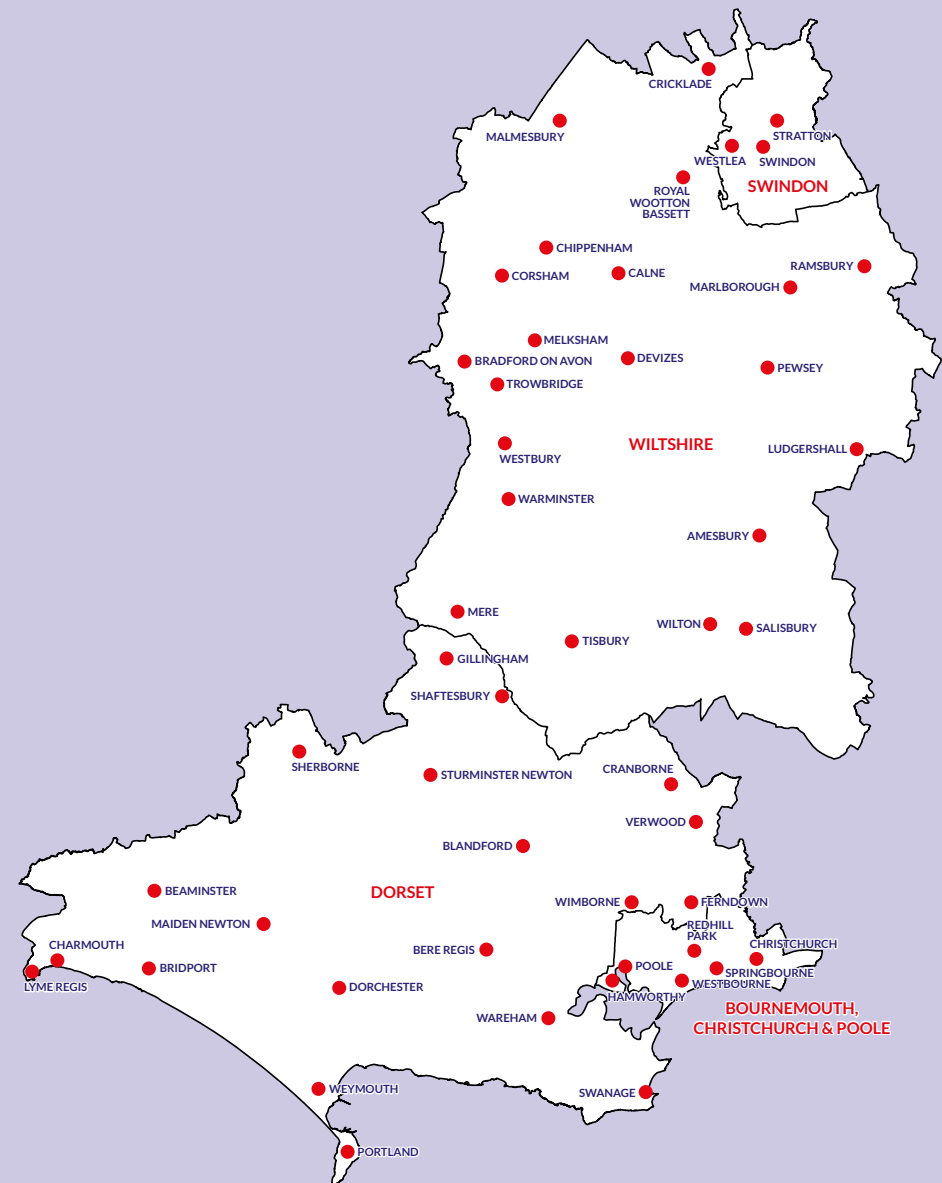 CRICKLADE
MALMESBURY
STRATTON
WESTLEA
SWINDON
SWINDON
ROYAL
WOOTTON
BASSETT
CHIPPENHAM
RAMSBURY
CORSHAM
CALNE
MARLBOROUGH
MELKSHAM
BRADFORD ON AVON
DEVIZES
PEWSEY
TROWBRIDGE
WILTSHIRE
LUDGERSHALL
WESTBURY
WARMINSTER
AMESBURY
MERE
WILTON
SALISBURY
TISBURY
GILLINGHAM
SHAFTESBURY
SHERBORNE
STURMINSTER NEWTON
CRANBORNE
VERWOOD
BLANDFORD
BEAMINSTER
DORSET
WIMBORNE
FERNDOWN
MAIDEN NEWTON
REDHILL
PARK
CHARMOUTH
BERE REGIS
CHRISTCHURCH
BRIDPORT
POOLE
SPRINGBOURNE
LYME REGIS
DORCHESTER
WESTBOURNE
HAMWORTHY
WAREHAM
BOURNEMOUTH,
CHRISTCHURCH & POOLE
WEYMOUTH
SWANAGE
PORTLAND